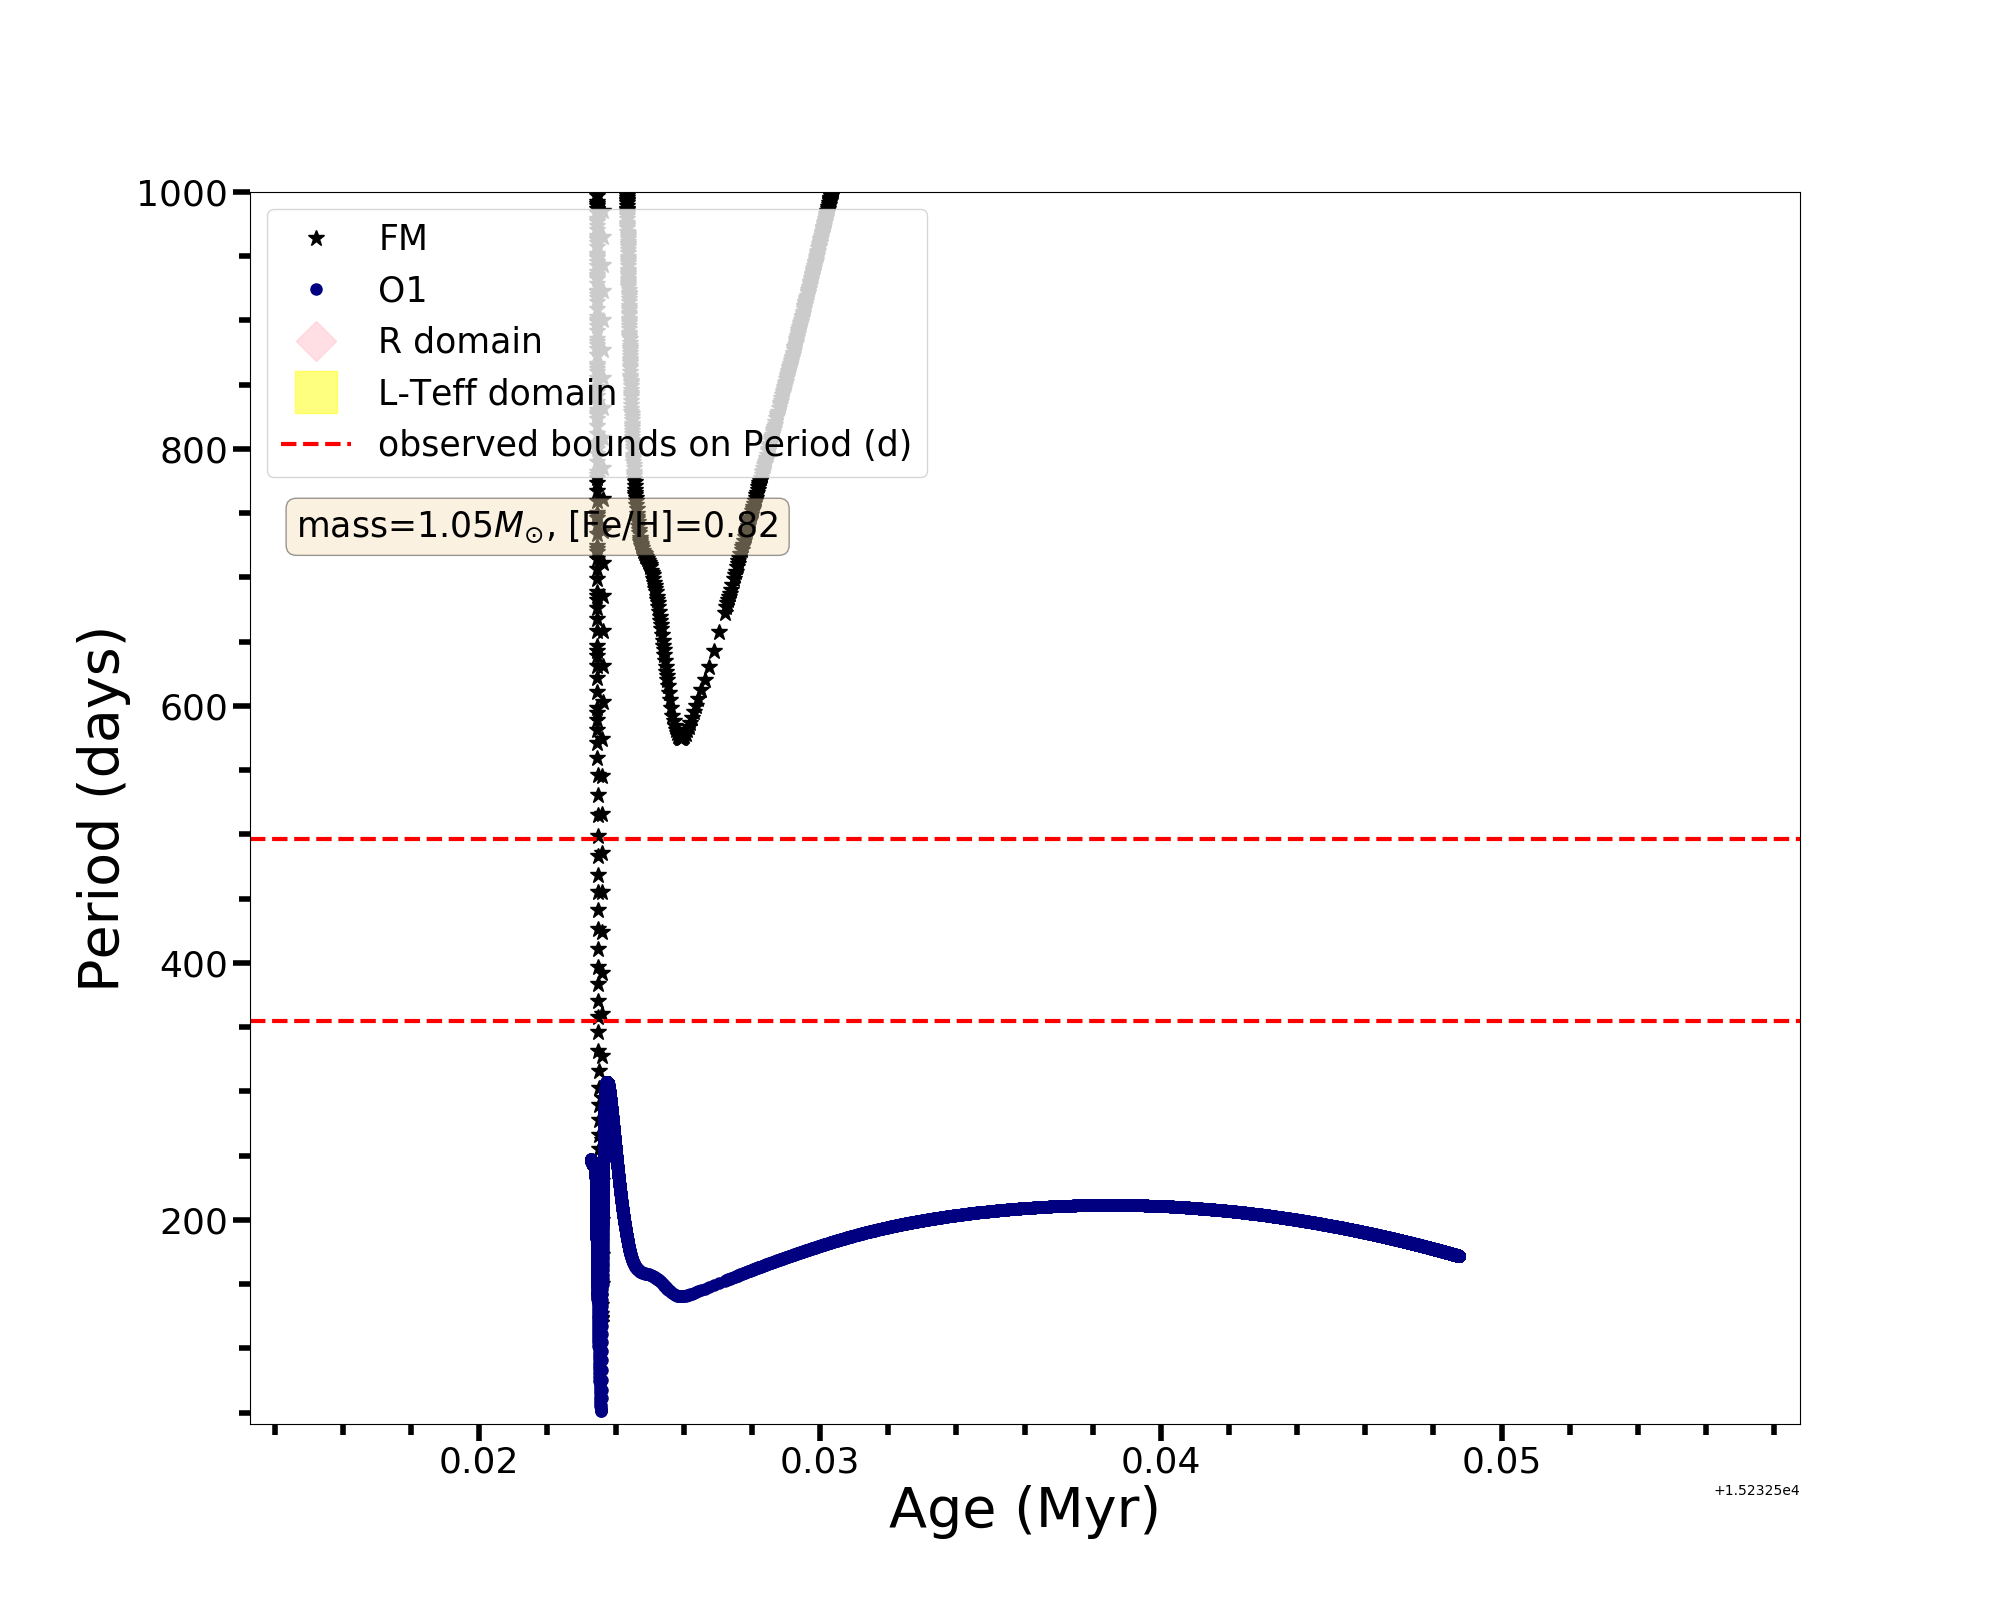 1000
800
600
400
200
Period (days)
FM
O1
R domain
L-Teff domain
observed bounds on Period (d)
mass=1.05M⊙, [Fe/H]=0.82
0.02 0.03 0.04 0.05
+1.52325e4
Age (Myr)